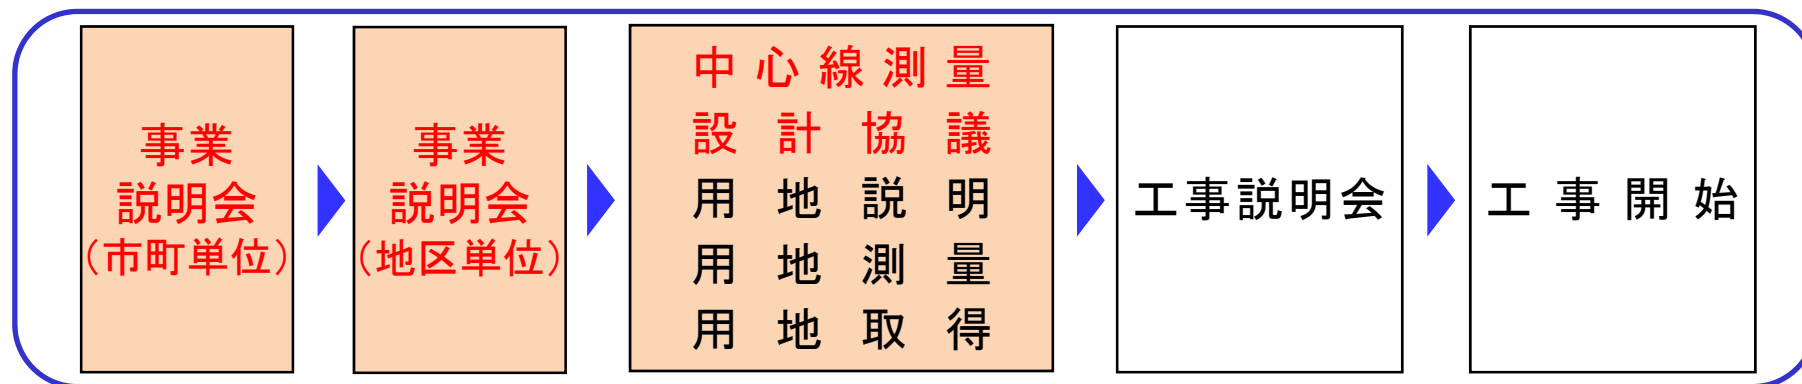 事業
説明会
(市町単位)
事業
説明会
(地区単位)
中心線測量
設計協議
用地説明
用地測量
用地取得
工事説明会
工事開始